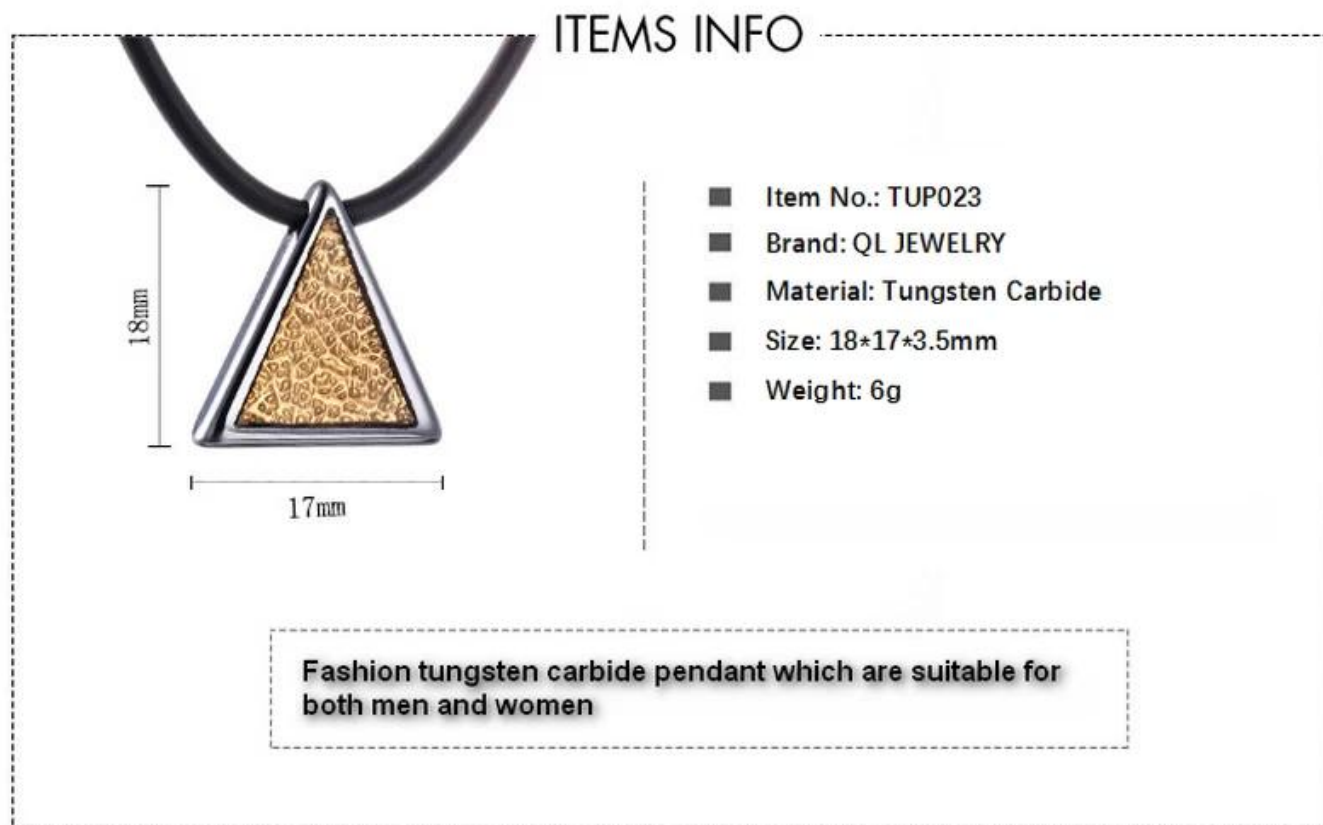 ITEMS INFO
18mm
17mm
Item No.: TUP023
Brand: QL JEWELRY
Material: Tungsten Carbide
Size: 18*17*3.5mm
Weight: 6g
Fashion tungsten carbide pendant which are suitable for
both men and women